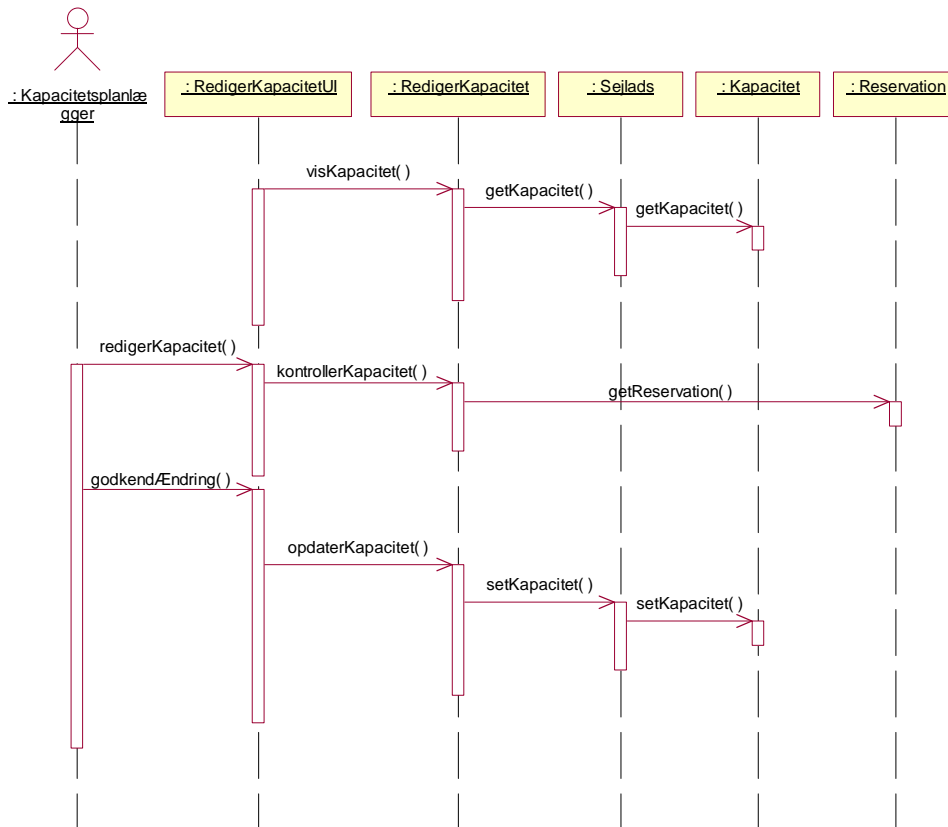 : Kapacitetsplanlæ
gger
: RedigerKapacitetUI
: RedigerKapacitet
: Sejlads
: Kapacitet
: Reservation
visKapacitet( )
getKapacitet( )
getKapacitet( )
redigerKapacitet( )
kontrollerKapacitet( )
getReservation( )
godkendÆndring( )
opdaterKapacitet( )
setKapacitet( )
setKapacitet( )